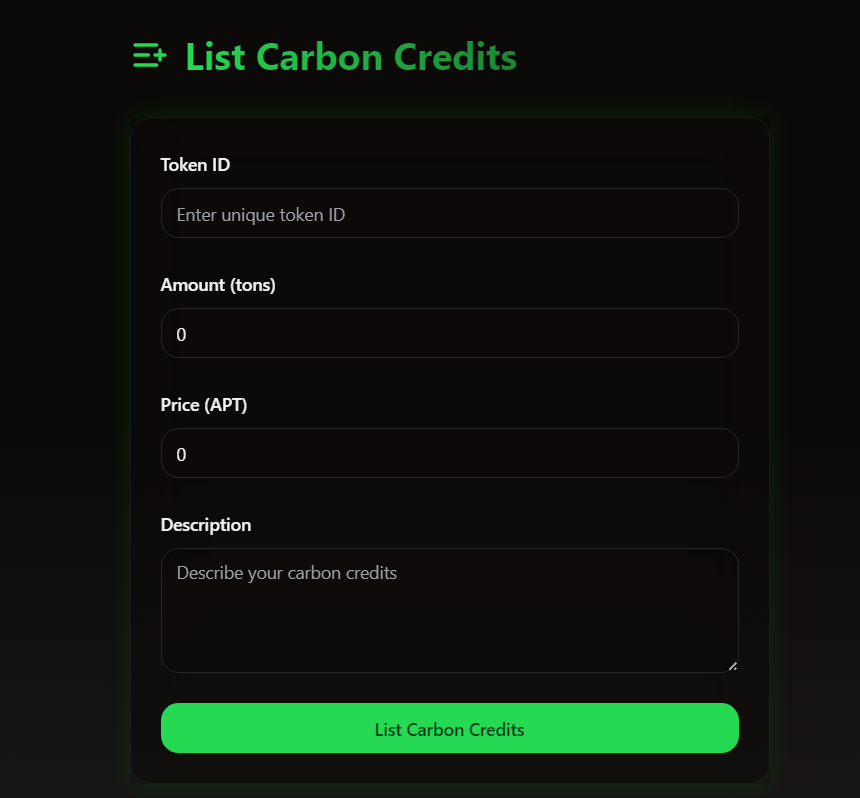 List Carbon Credits
Token ID
Enter unique token ID
Amount (tons)
0
Price (APT)
0
Description
Describe your carbon credits
List Carbon Credits